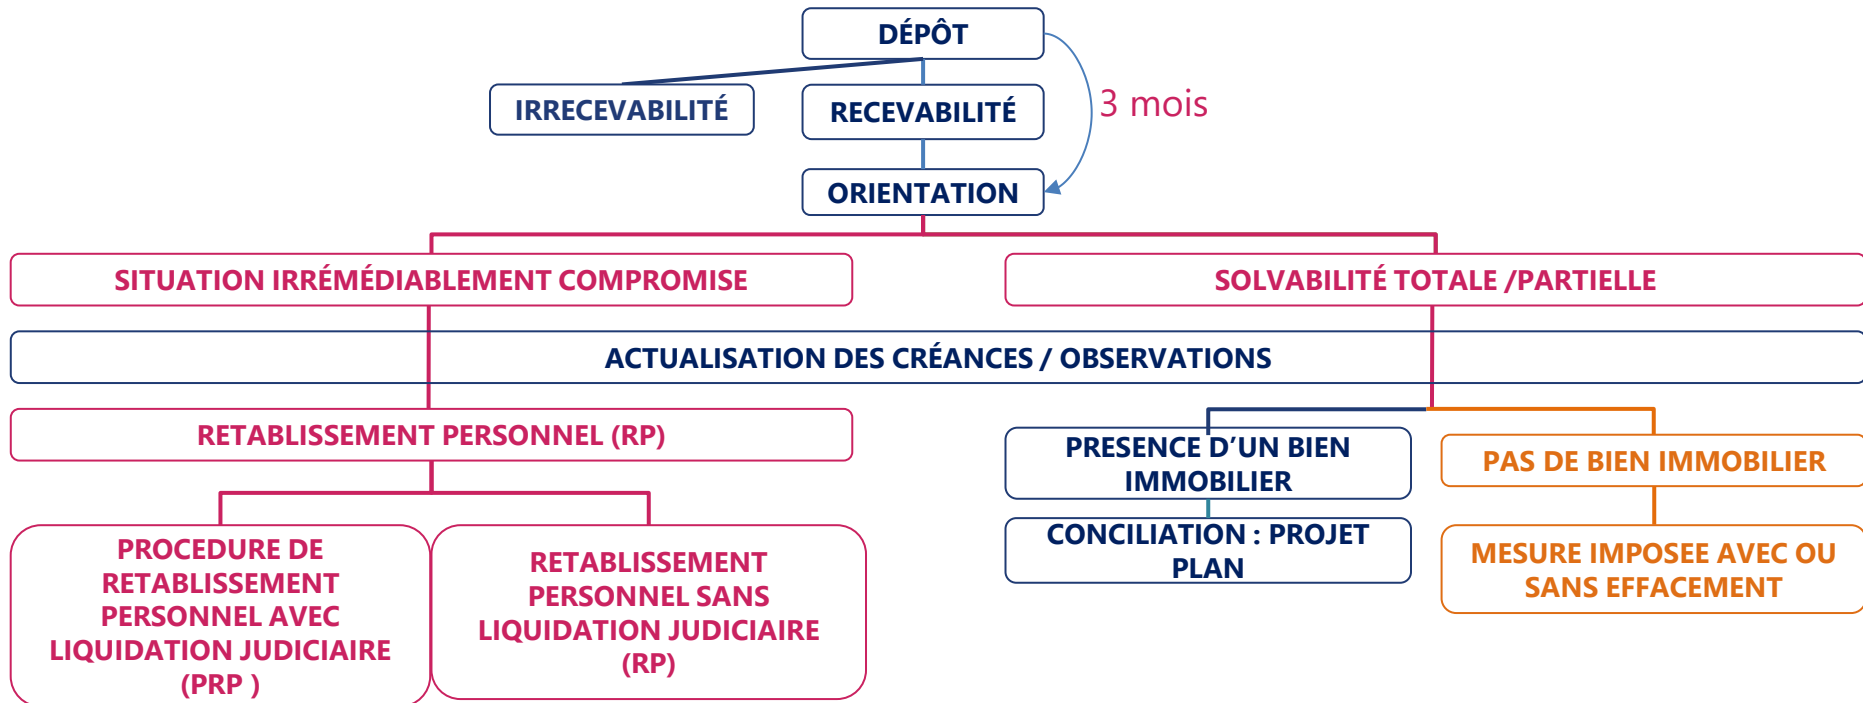 DÉPÔT
IRRECEVABILITÉ
RECEVABILITÉ
3 mois
ORIENTATION
SITUATION IRRÉMÉDIABLEMENT COMPROMISE
SOLVABILITÉ TOTALE /PARTIELLE
ACTUALISATION DES CRÉANCES / OBSERVATIONS
RETABLISSEMENT PERSONNEL (RP)
PRESENCE D’UN BIEN
IMMOBILIER
PAS DE BIEN IMMOBILIER
CONCILIATION : PROJET
PLAN
MESURE IMPOSEE AVEC OU
SANS EFFACEMENT
PROCEDURE DE
RETABLISSEMENT
PERSONNEL AVEC
LIQUIDATION JUDICIAIRE
(PRP )
RETABLISSEMENT
PERSONNEL SANS
LIQUIDATION JUDICIAIRE
(RP)